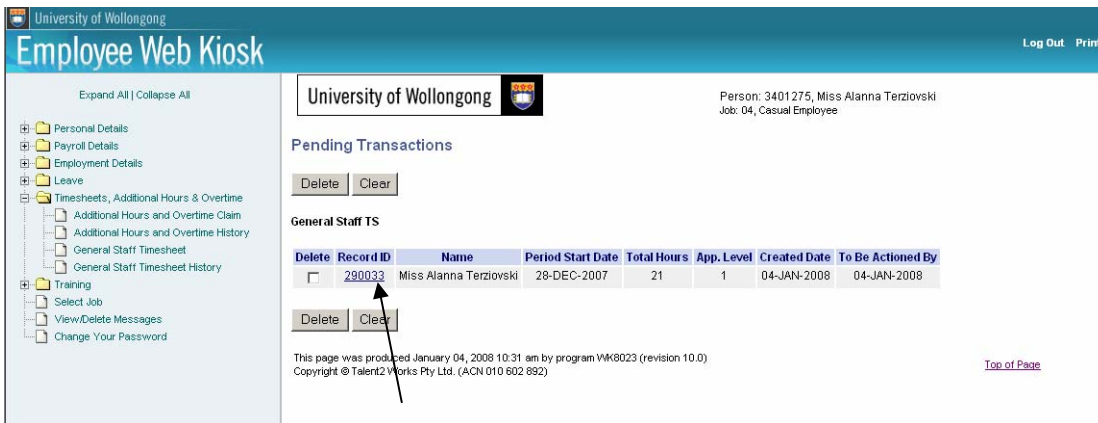 University of Wollongong
Employee Web Kiosk
Log Out Print
Expand All | Collapse All
Personal Details
Payroll Details
Employment Details
Leave
Timesheets, Additional Hours & Overtime
Additional Hours and Overtime Claim
Additional Hours and Overtime History
General Staff Timesheet
General Staff Timesheet History
Training
Select Job
View/Delete Messages
Change Your Password
University of Wollongong
Person: 3401275, Miss Alanna Terziovski
Job: 04, Casual Employee
Pending Transactions
Delete Clear
General Staff TS
Delete Record ID Name Period Start Date Total Hours App. Level Created Date To Be Actioned By
290033 Miss Alanna Terziovski 28-DEC-2007 21 1 04-JAN-2008 04-JAN-2008
Delete Clear
This page was produced January 04, 2008 10:31 am by program WK8023 (revision 10.0)
Copyright © Talent2 Works Pty Ltd. (ACN 010 602 892)
Top of Page